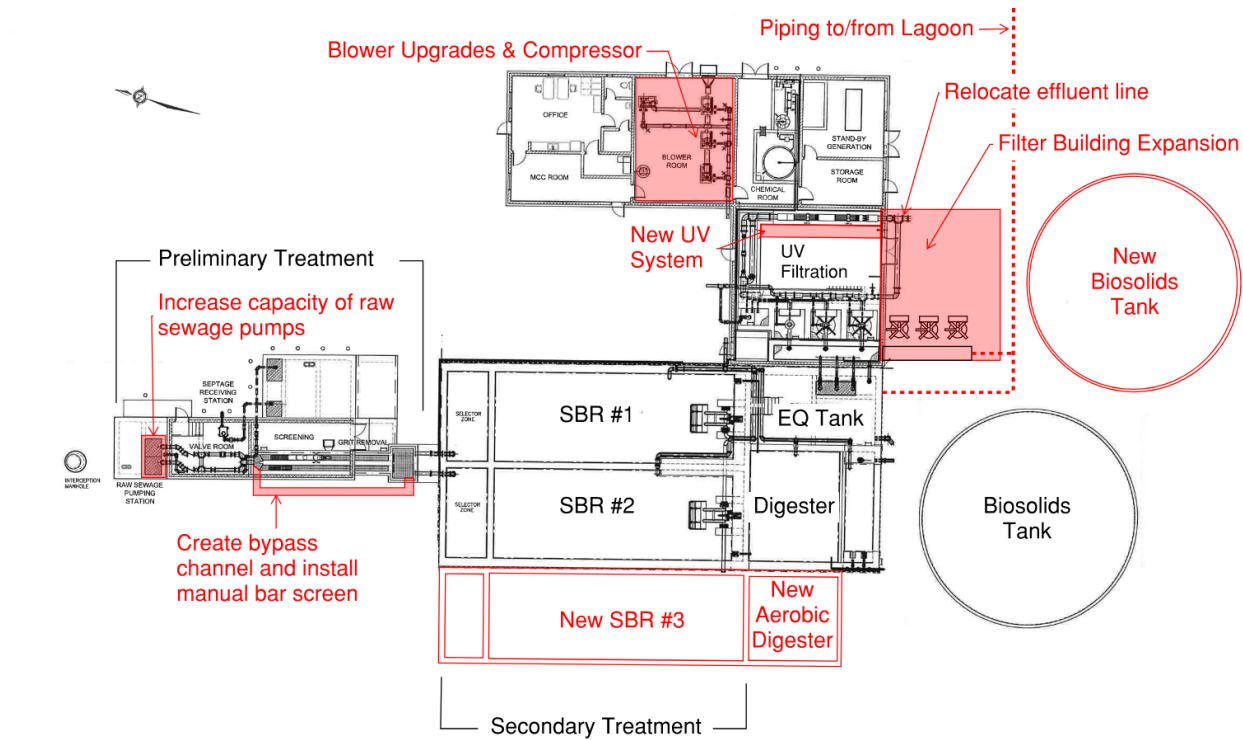 Piping to/from Lagoon
Blower Upgrades & Compressor
Relocate effluent line
Filter Building Expansion
OFFICE
MCC ROOM
BLOWER
ROOM
CHEMICAL
ROOM
STAND-BY
GENERATION
STORAGE
ROOM
New UV
System
UV
Filtration
New
Biosolids
Tank
Preliminary Treatment
Increase capacity of raw
sewage pumps
SEPTAGE
RECEIVING
STATION
VALVE ROOM
SCREENING
GRIT REMOVAL
INTERCEPTION
MANHOLE
RAW SEWAGE
PUMPING
STATION
SELECTOR
ZONE
SBR #1
EQ Tank
SELECTOR
ZONE
SBR #2
Digester
Biosolids
Tank
Create bypass
channel and install
manual bar screen
New SBR #3
New
Aerobic
Digester
Secondary Treatment